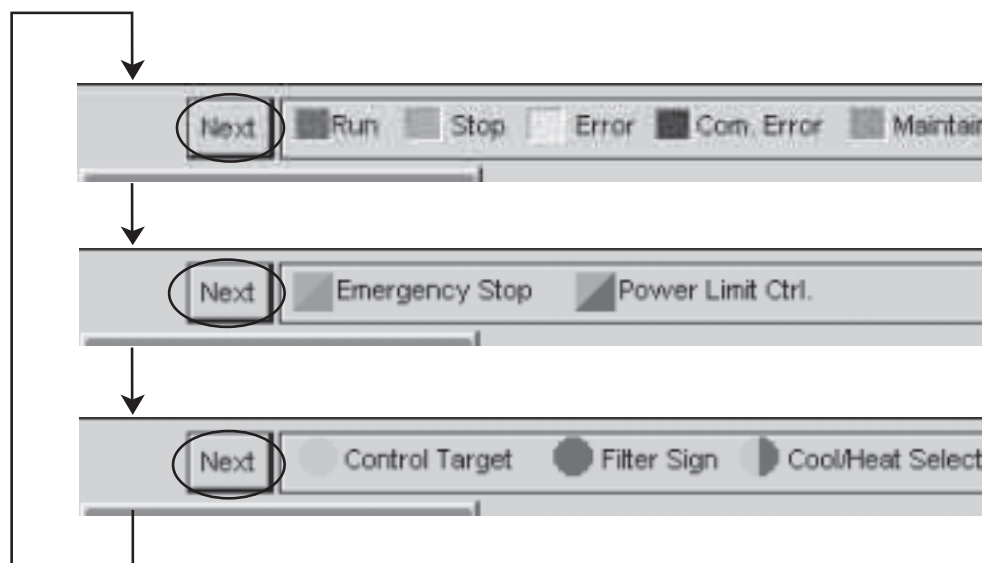 Next Run Stop Error Com. Error Maintain
Next Emergency Stop Power Limit Ctrl.
Next Control Target Filter Sign Cool/Heat Select